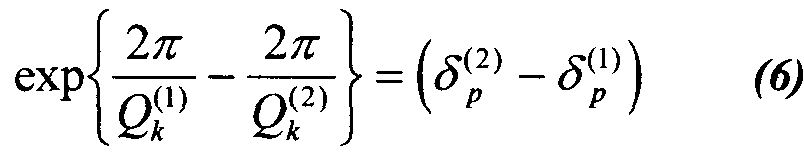 exp{2π/Q_k^(1) − 2π/Q_k^(2)} = (δ_p^(2) − δ_p^(1)) (6)